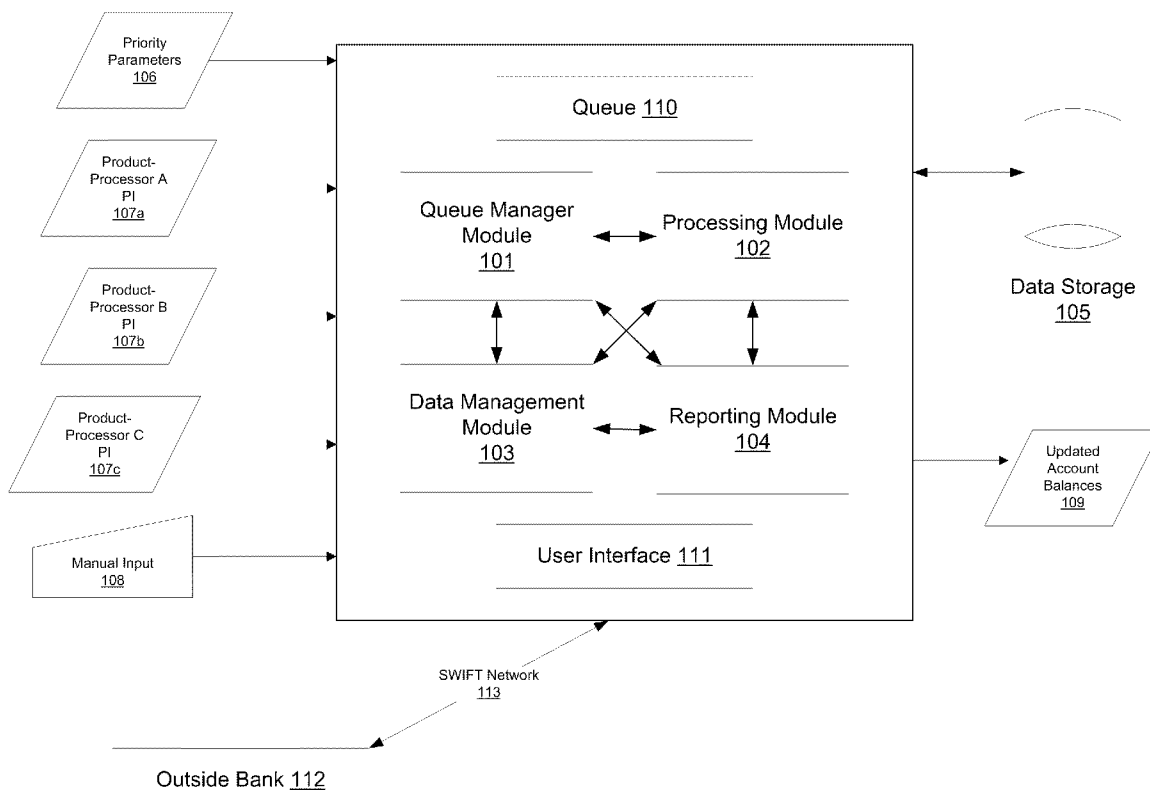 Priority
Parameters
106
Product-
Processor A
PI
107a
Product-
Processor B
PI
107b
Product-
Processor C
PI
107c
Manual Input
108
Queue 110
Queue Manager
Module
101
Processing Module
102
Data Management
Module
103
Reporting Module
104
User Interface 111
Data Storage
105
Updated
Account
Balances
109
SWIFT Network
113
Outside Bank 112